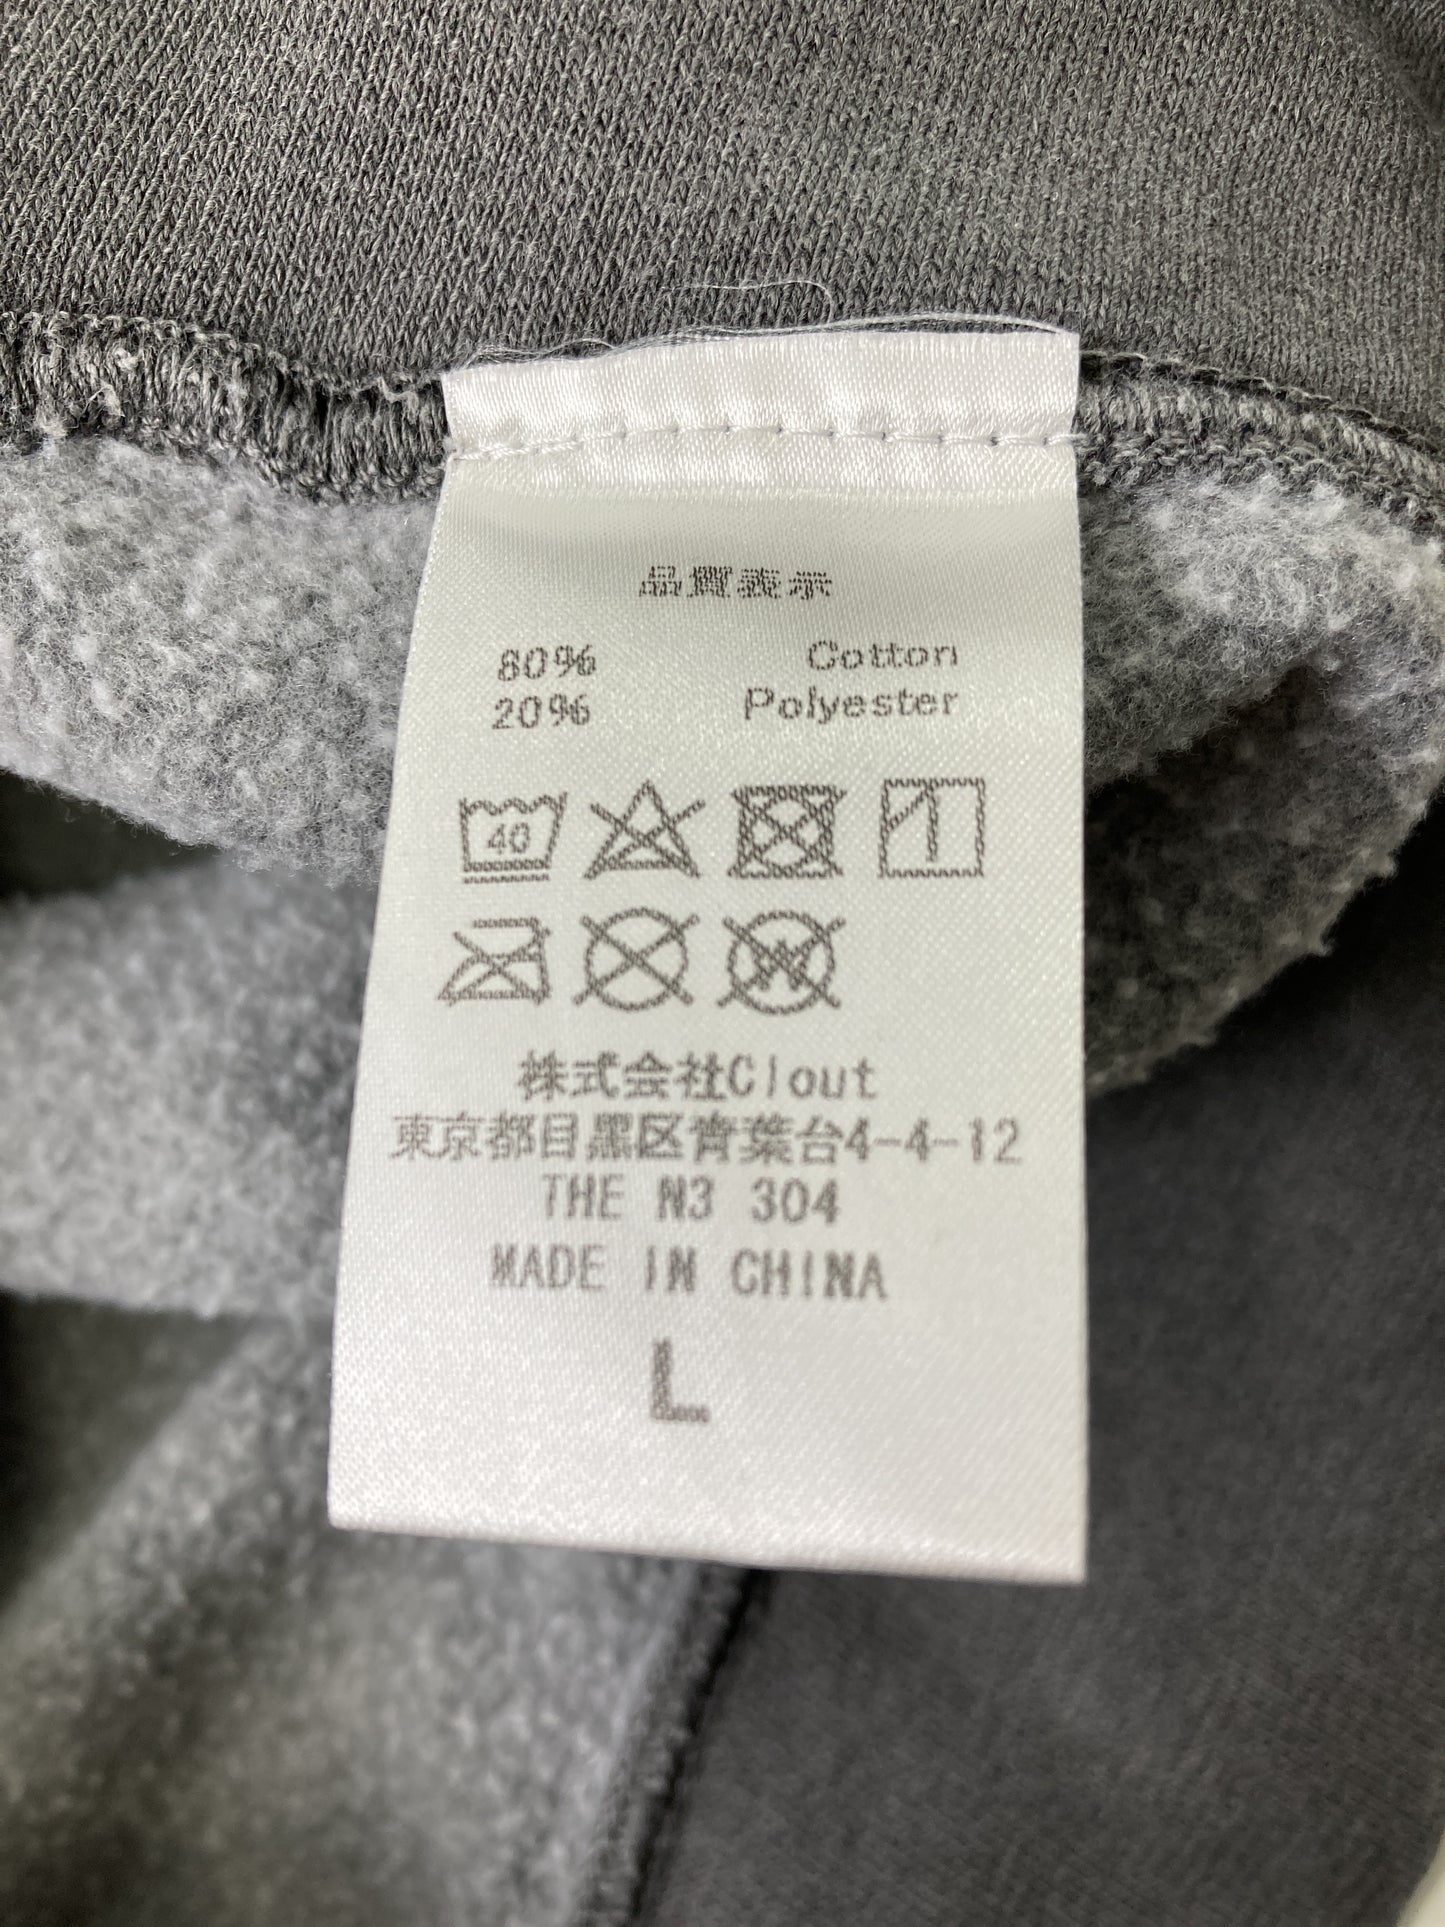 品質表示
80% Cotton
20% Polyester
40
W
株式会社Clout
東京都目黒区青葉台4-4-12
THE N3 304
MADE IN CHINA
L